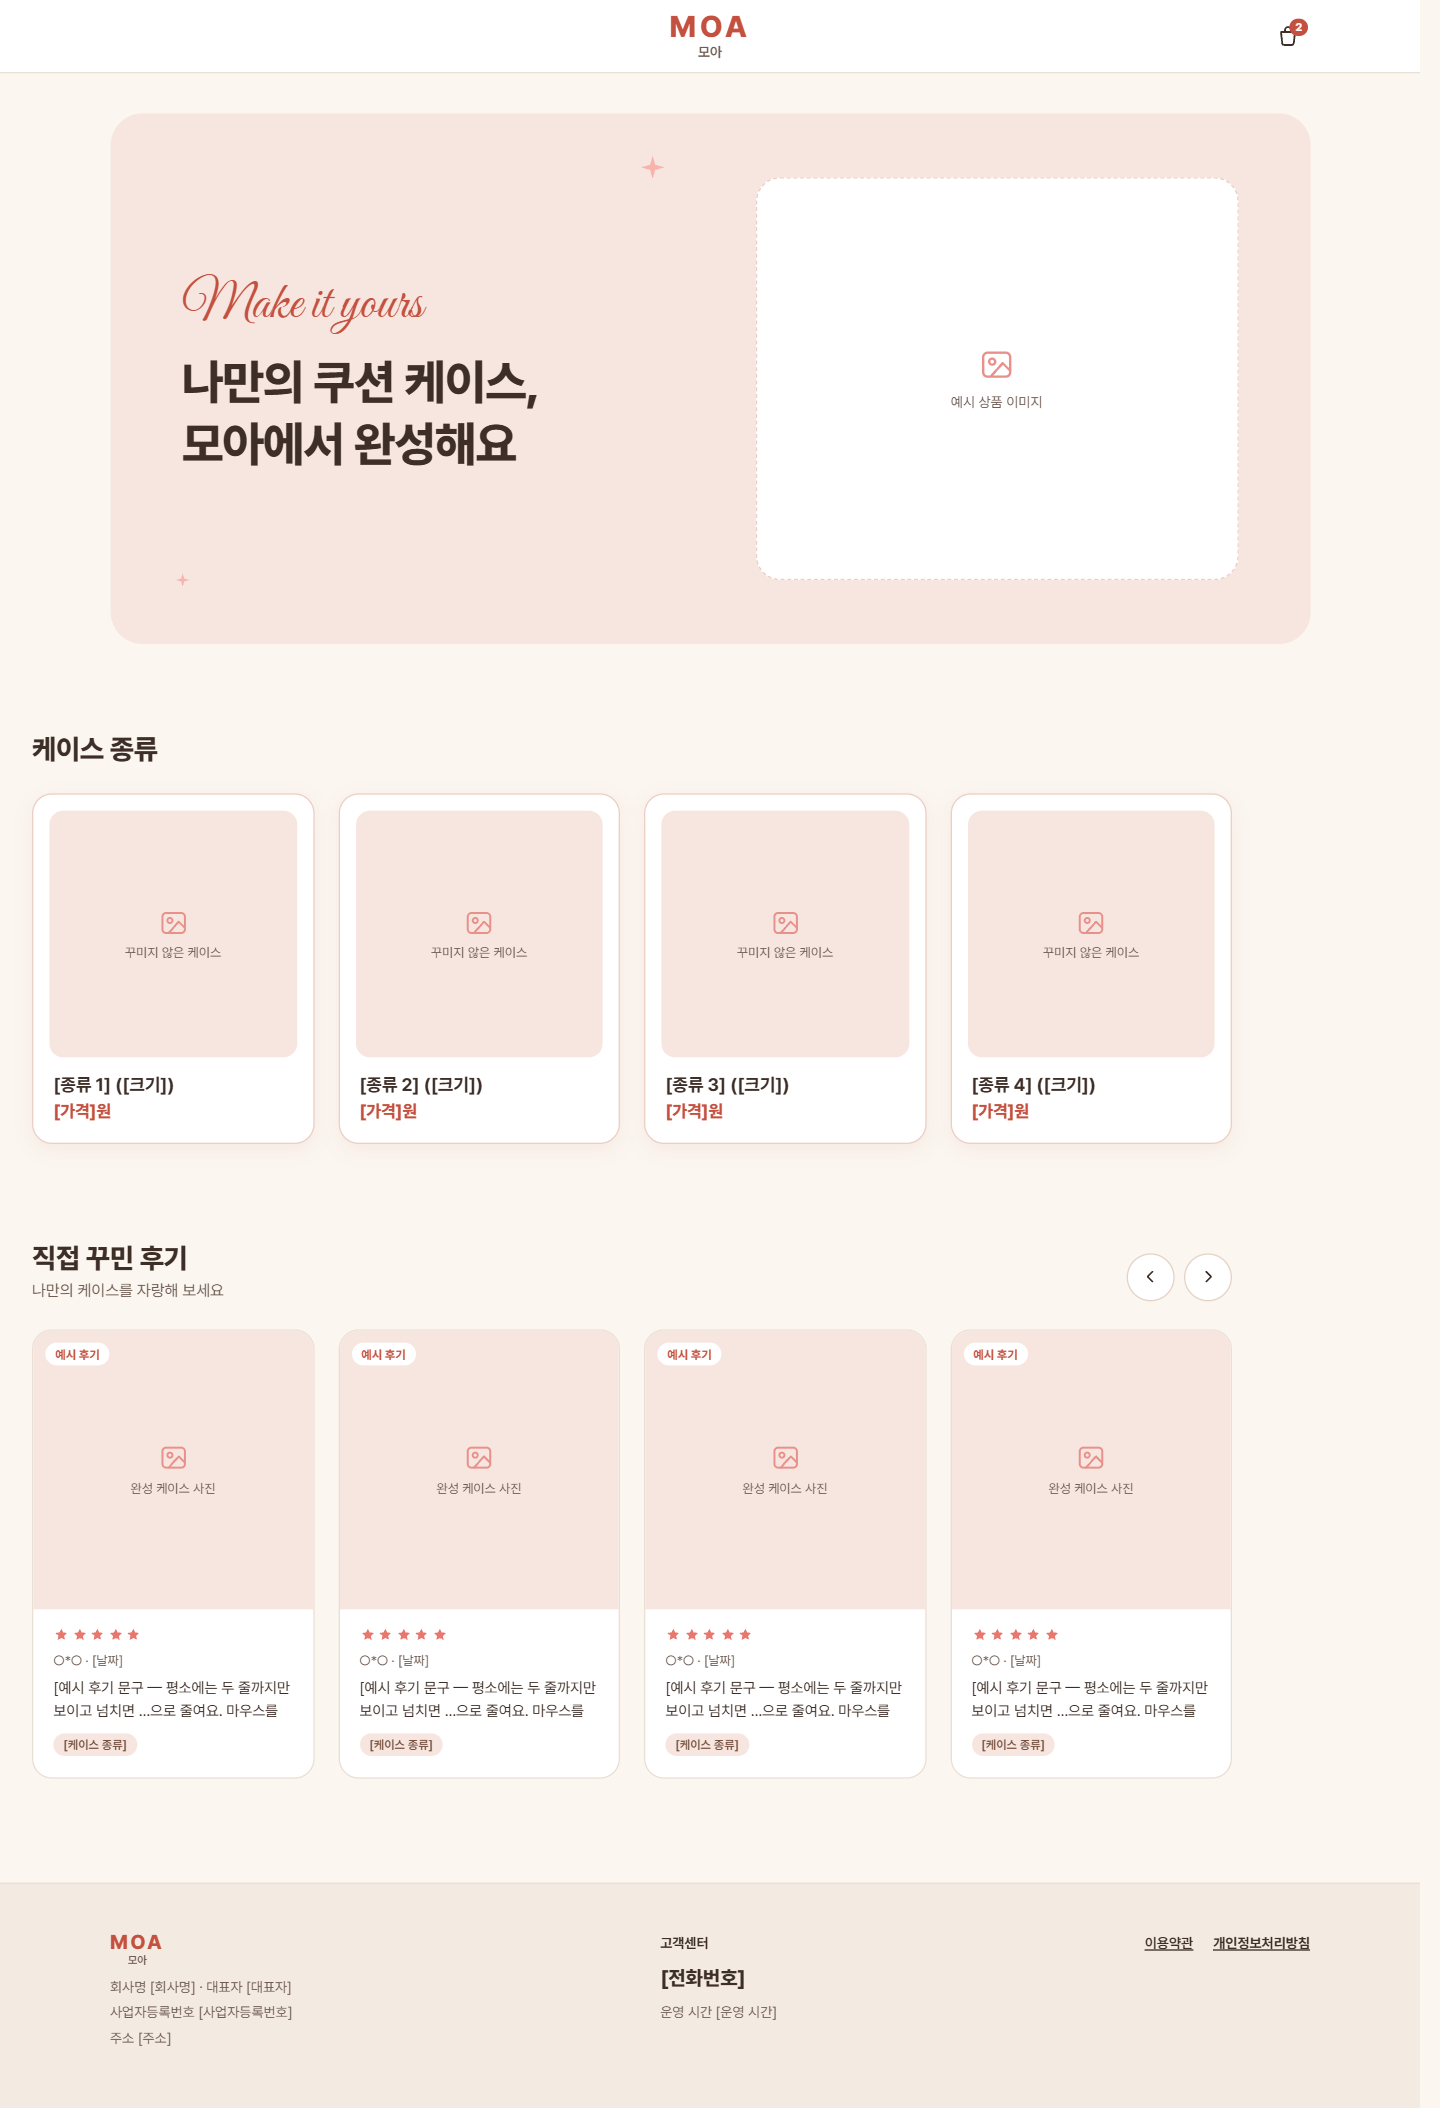 MOA
모아
2
Make it yours
나만의 쿠션 케이스,
모아에서 완성해요
예시 상품 이미지
케이스 종류
꾸미지 않은 케이스
[종류 1] ([크기])
[가격]원
꾸미지 않은 케이스
[종류 2] ([크기])
[가격]원
꾸미지 않은 케이스
[종류 3] ([크기])
[가격]원
꾸미지 않은 케이스
[종류 4] ([크기])
[가격]원
직접 꾸민 후기
나만의 케이스를 자랑해 보세요
예시 후기
완성 케이스 사진
○*○ · [날짜]
[예시 후기 문구 — 평소에는 두 줄까지만
보이고 넘치면 ...으로 줄여요. 마우스를
[케이스 종류]
예시 후기
완성 케이스 사진
○*○ · [날짜]
[예시 후기 문구 — 평소에는 두 줄까지만
보이고 넘치면 ...으로 줄여요. 마우스를
[케이스 종류]
예시 후기
완성 케이스 사진
○*○ · [날짜]
[예시 후기 문구 — 평소에는 두 줄까지만
보이고 넘치면 ...으로 줄여요. 마우스를
[케이스 종류]
예시 후기
완성 케이스 사진
○*○ · [날짜]
[예시 후기 문구 — 평소에는 두 줄까지만
보이고 넘치면 ...으로 줄여요. 마우스를
[케이스 종류]
MOA
모아
회사명 [회사명] · 대표자 [대표자]
사업자등록번호 [사업자등록번호]
주소 [주소]
고객센터
[전화번호]
운영 시간 [운영 시간]
이용약관 개인정보처리방침